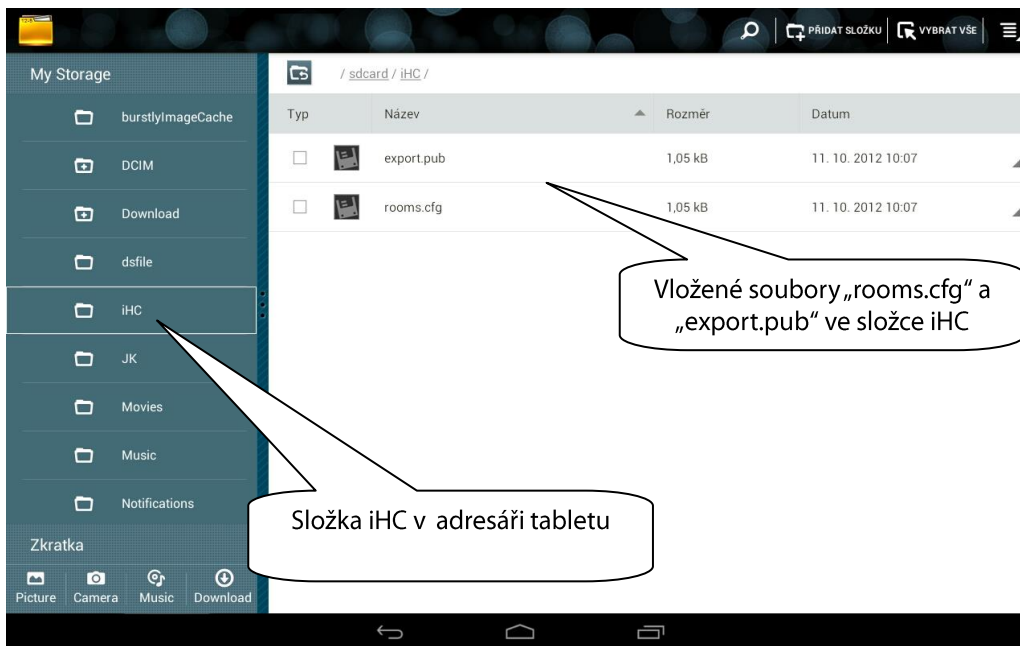 PŘIDAT SLOŽKU
VYBRAT VŠE
My Storage
/ sdcard / iHC /
burstlyImageCache
Typ
Název
Rozměr
Datum
DCIM
export.pub
1,05 kB
11. 10. 2012 10:07
Download
rooms.cfg
1,05 kB
11. 10. 2012 10:07
dsfile
iHC
Vložené soubory „rooms.cfg“ a
„export.pub“ ve složce iHC
JK
Movies
Music
Notifications
Složka iHC v adresáři tabletu
Zkratka
Picture
Camera
Music
Download